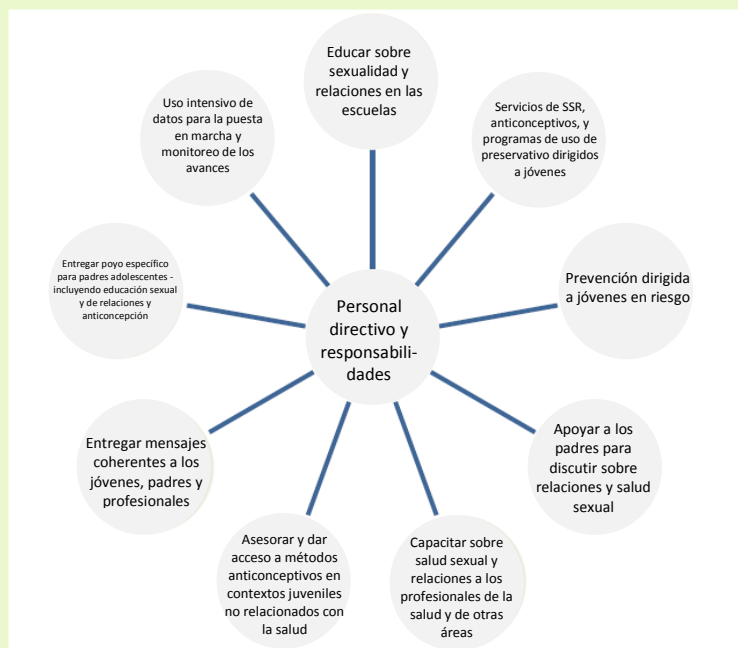 Educar sobre
sexualidad y
relaciones en las
escuelas
Servicios de SSR,
anticonceptivos, y
programas de uso de
preservativo dirigidos
a jóvenes
Prevención dirigida
a jóvenes en riesgo
Apoyar a los
padres para
discutir sobre
relaciones y salud
sexual
Capacitar sobre
salud sexual y
relaciones a los
profesionales de la
salud y de otras
áreas
Asesorar y dar
acceso a métodos
anticonceptivos en
contextos juveniles
no relacionados con
la salud
Entregar mensajes
coherentes a los
jóvenes, padres y
profesionales
Entregar poyo específico
para padres adolescentes -
incluyendo educación sexual
y de relaciones y
anticoncepción
Uso intensivo de
datos para la puesta
en marcha y
monitoreo de los
avances
Personal
directivo y
responsabili-
dades